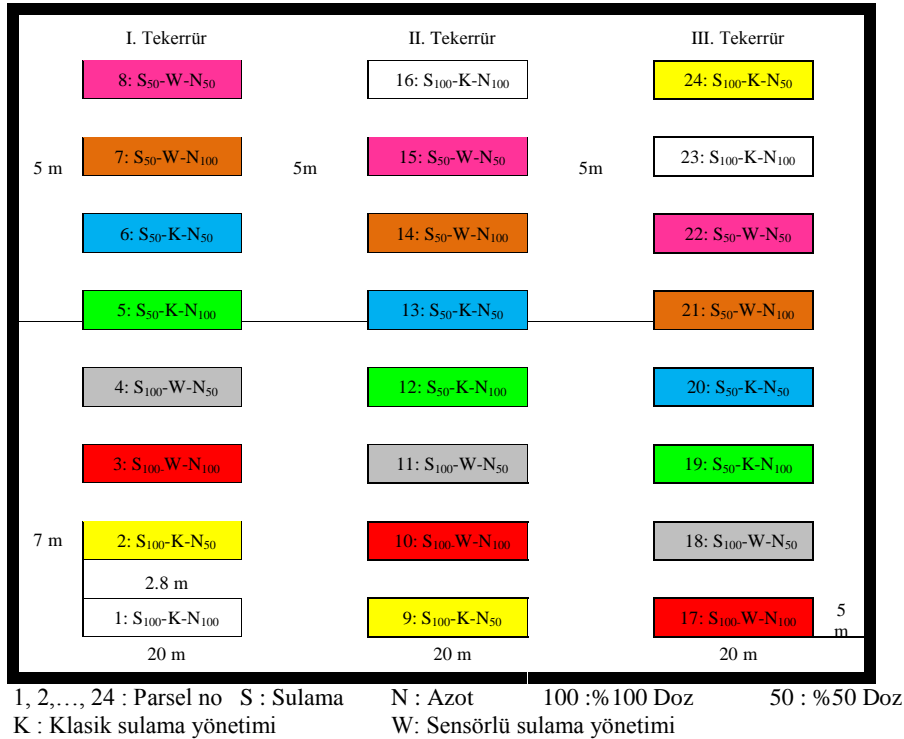 I. Tekerrür II. Tekerrür III. Tekerrür
8: S₅₀-W-N₅₀ 16: S₁₀₀-K-N₁₀₀ 24: S₁₀₀-K-N₅₀
5 m 7: S₅₀-W-N₁₀₀ 5m 15: S₅₀-W-N₅₀ 5m 23: S₁₀₀-K-N₁₀₀
6: S₅₀-K-N₅₀ 14: S₅₀-W-N₁₀₀ 22: S₅₀-W-N₅₀
5: S₅₀-K-N₁₀₀ 13: S₅₀-K-N₅₀ 21: S₅₀-W-N₁₀₀
4: S₁₀₀-W-N₅₀ 12: S₅₀-K-N₁₀₀ 20: S₅₀-K-N₅₀
3: S₁₀₀-W-N₁₀₀ 11: S₁₀₀-W-N₅₀ 19: S₅₀-K-N₁₀₀
7 m 2: S₁₀₀-K-N₅₀ 10: S₁₀₀-W-N₁₀₀ 18: S₁₀₀-W-N₅₀
2.8 m
1: S₁₀₀-K-N₁₀₀ 9: S₁₀₀-K-N₅₀ 17: S₁₀₀-W-N₁₀₀ 5
m
20 m 20 m 20 m
1, 2,…, 24 : Parsel no S : Sulama N : Azot 100 :%100 Doz 50 : %50 Doz
K : Klasik sulama yönetimi W: Sensörlü sulama yönetimi